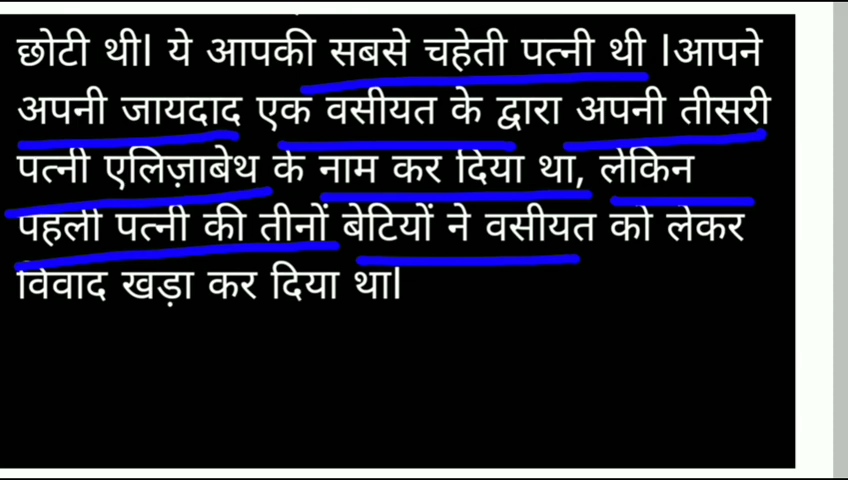 छोटी थी। ये आपकी सबसे चहेती पत्नी थी ।आपने
अपनी जायदाद एक वसीयत के द्वारा अपनी तीसरी
पत्नी एलिज़ाबेथ के नाम कर दिया था, लेकिन
पहली पत्नी की तीनों बेटियों ने वसीयत को लेकर
विवाद खड़ा कर दिया था।